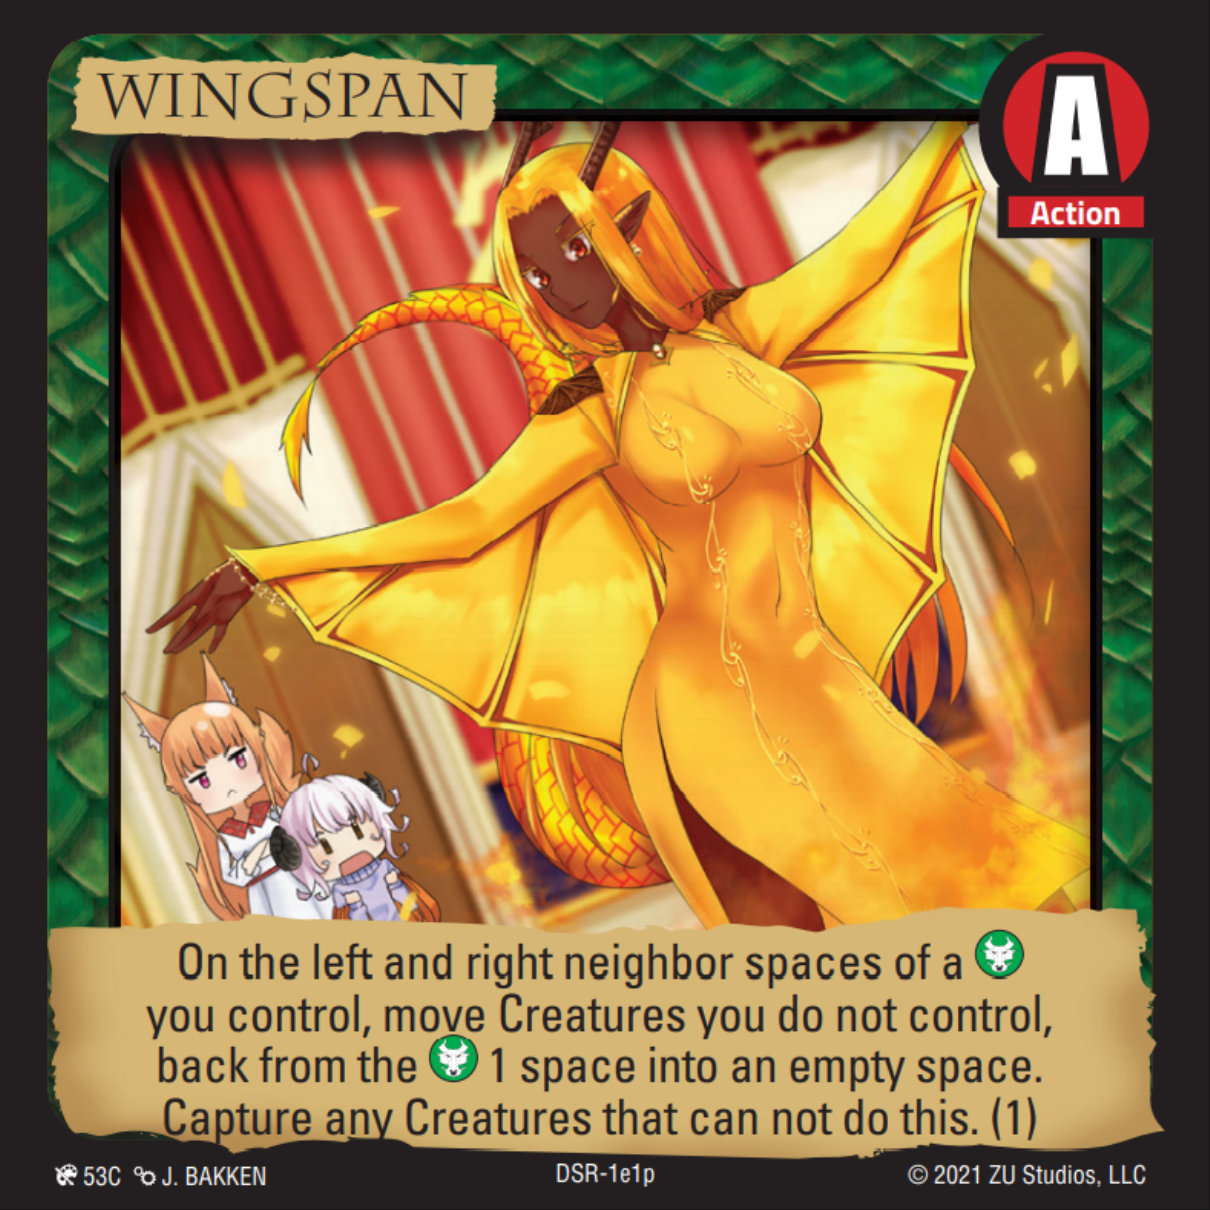 WINGSPAN
A
Action
On the left and right neighbor spaces of a
you control, move Creatures you do not control,
back from the 1 space into an empty space.
Capture any Creatures that can not do this. (1)
53C J. BAKKEN
DSR-1e1p
© 2021 ZU Studios, LLC